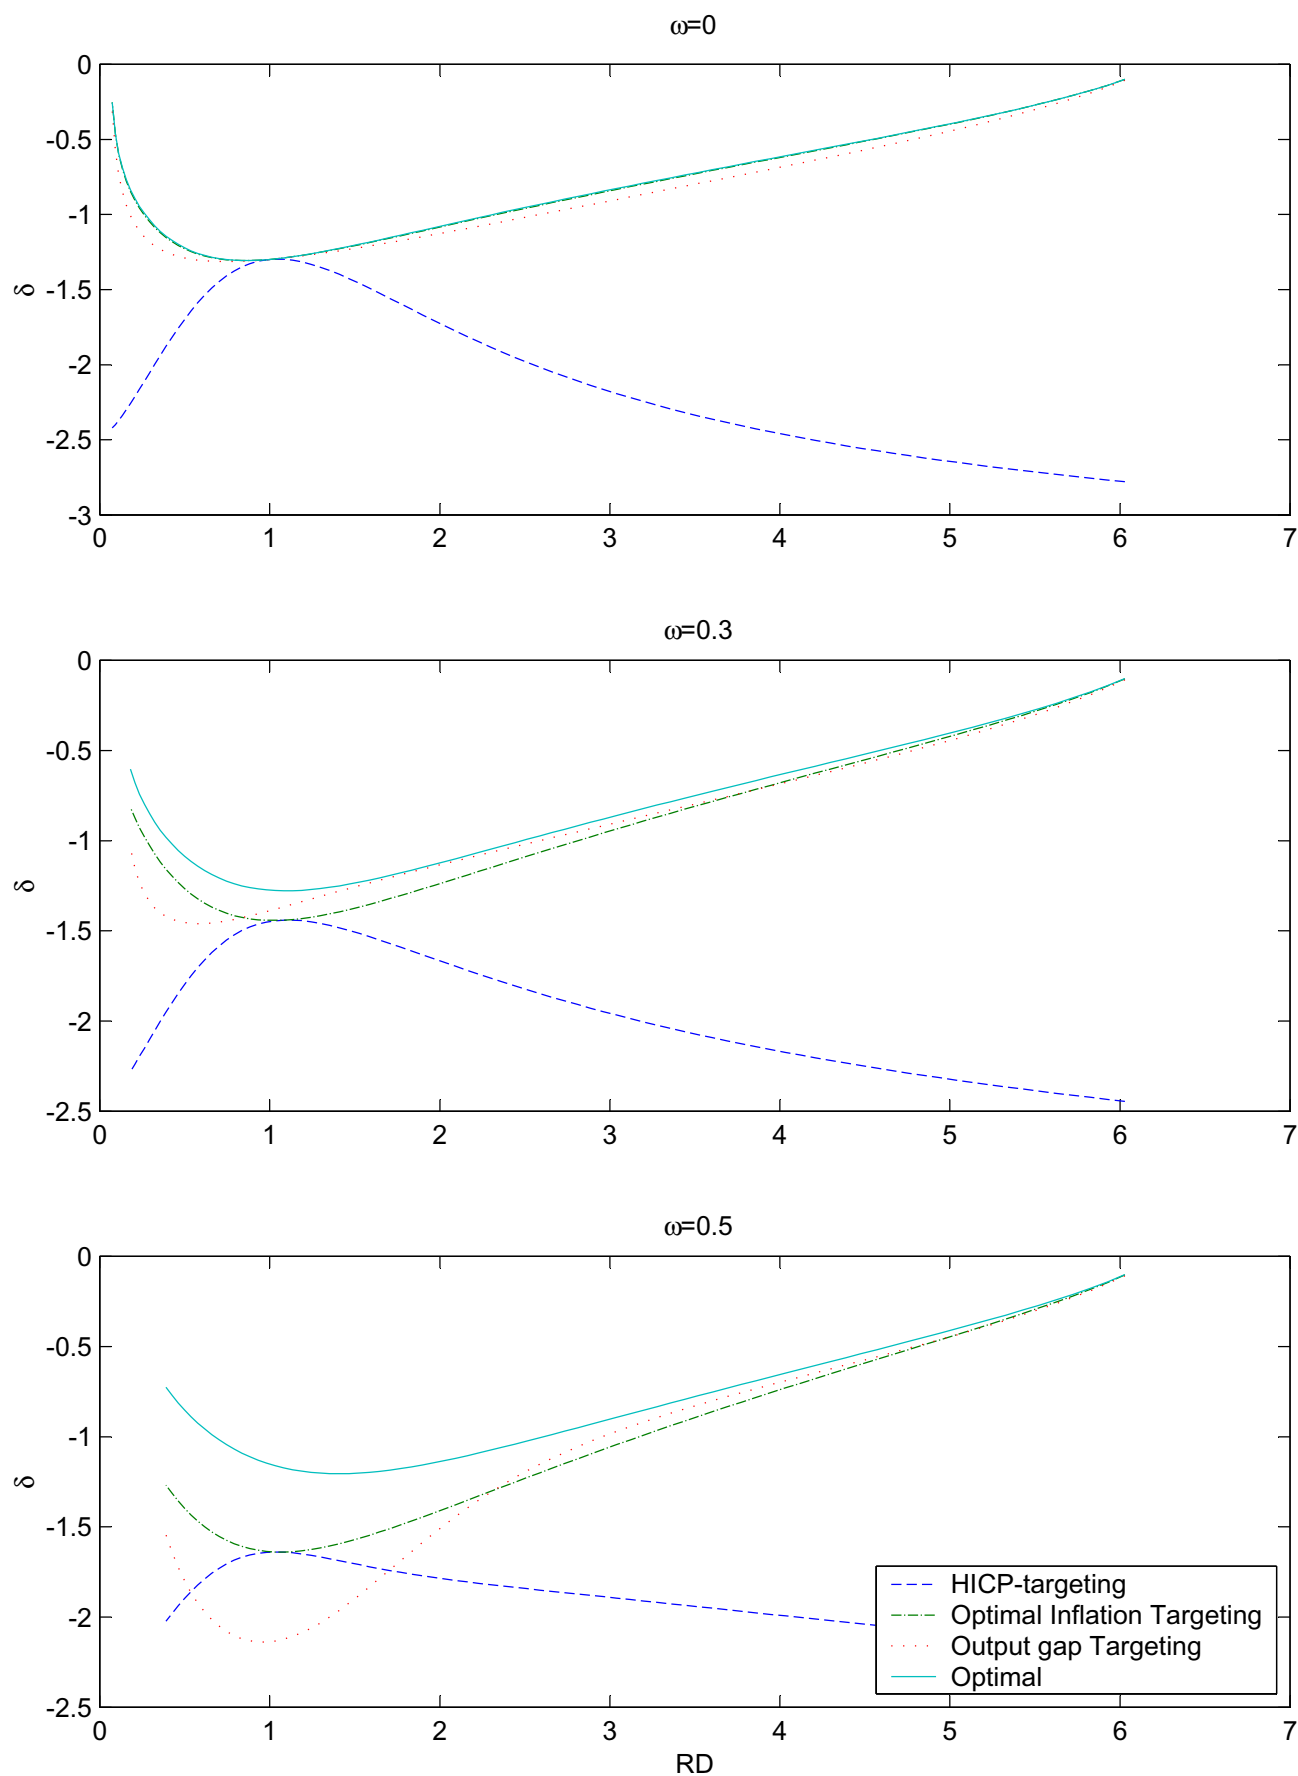 ω=0
0
-0.5
-1
-1.5
-2
-2.5
-3
δ
0 1 2 3 4 5 6 7
ω=0.3
0
-0.5
-1
-1.5
-2
-2.5
δ
0 1 2 3 4 5 6 7
ω=0.5
0
-0.5
-1
-1.5
-2
-2.5
δ
HICP-targeting
Optimal Inflation Targeting
Output gap Targeting
Optimal
0 1 2 3 4 5 6 7
RD